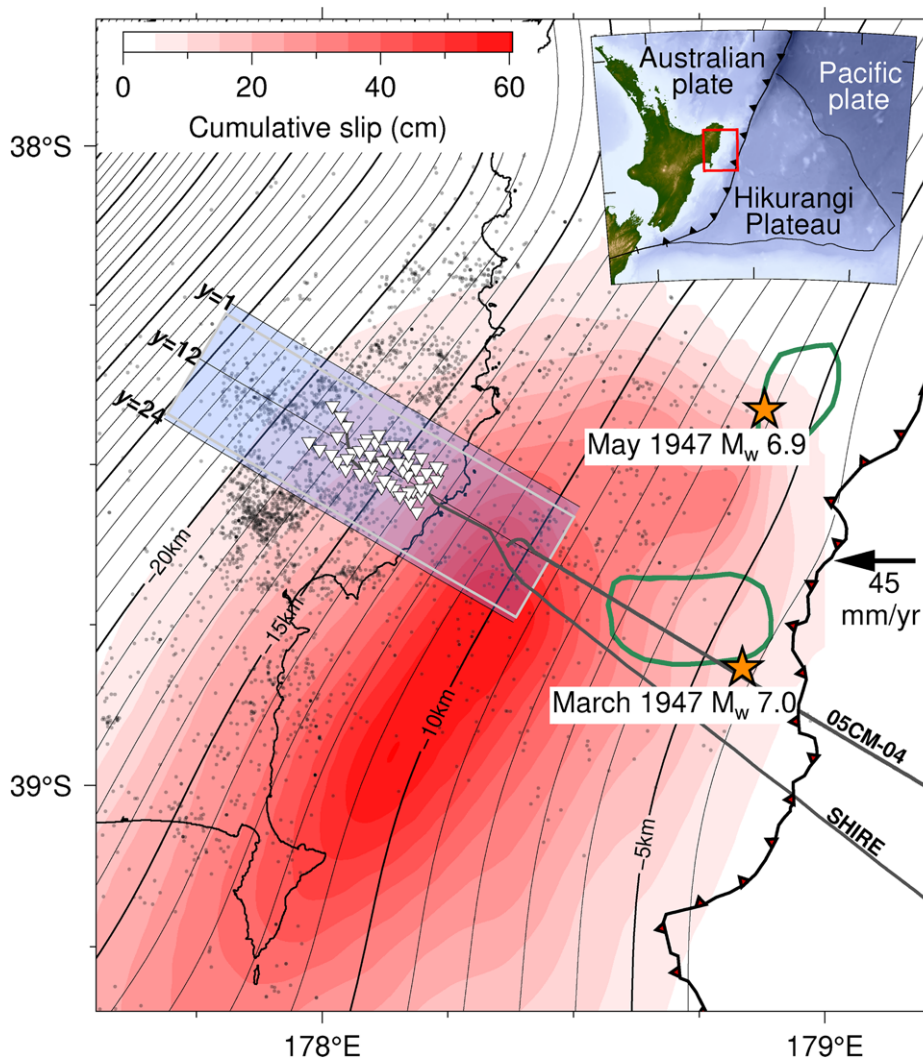 0
20
40
60
Cumulative slip (cm)
Australian
plate
Pacific
plate
Hikurangi
Plateau
38°S
y=1
y=12
y=24
May 1947 Mw 6.9
−20km
−15km
45
mm/yr
−10km
March 1947 Mw 7.0
05CM-04
39°S
−5km
SHIRE
178°E
179°E